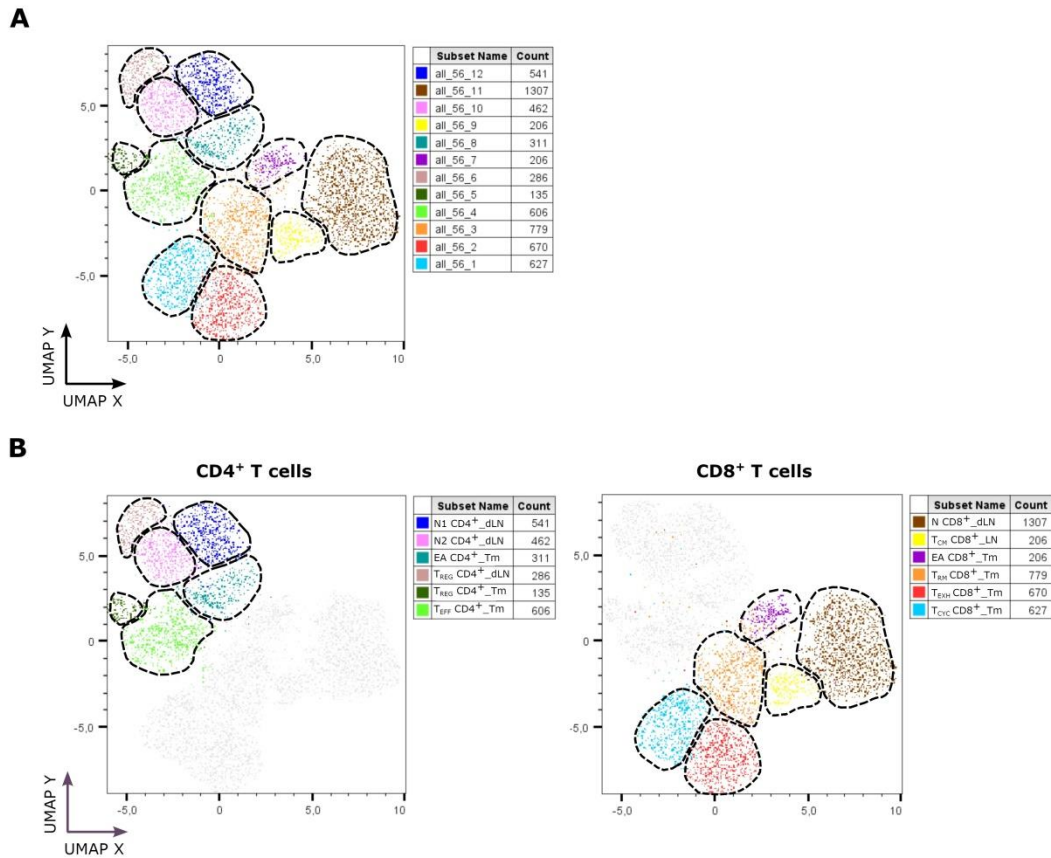 A
Subset Name Count
all_56_12 541
all_56_11 1307
all_56_10 462
all_56_9 206
all_56_8 311
all_56_7 206
all_56_6 286
all_56_5 135
all_56_4 606
all_56_3 779
all_56_2 670
all_56_1 627
5,0
0
-5,0
-5,0 0 5,0 10
UMAP Y
UMAP X
B
CD4⁺ T cells
Subset Name Count
N1 CD4⁺_dLN 541
N2 CD4⁺_dLN 462
EA CD4⁺_Tm 311
TREG CD4⁺_dLN 286
TREG CD4⁺_Tm 135
TEFF CD4⁺_Tm 606
5,0
0
-5,0
-5,0 0 5,0 10
UMAP Y
UMAP X
CD8⁺ T cells
Subset Name Count
N CD8⁺_dLN 1307
TCM CD8⁺_LN 206
EA CD8⁺_Tm 206
TRM CD8⁺_Tm 779
TEXH CD8⁺_Tm 670
TCYC CD8⁺_Tm 627
5,0
0
-5,0
-5,0 0 5,0 10